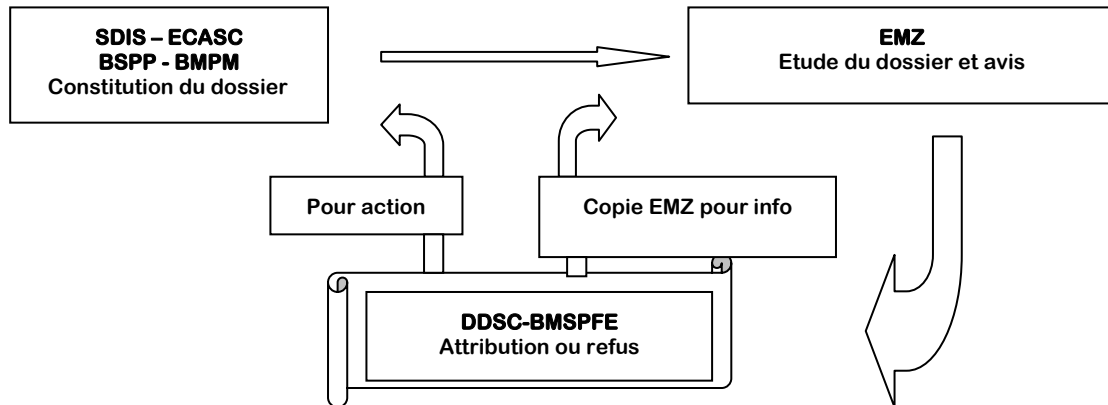 SDIS – ECASC
BSPP - BMPM
Constitution du dossier
EMZ
Etude du dossier et avis
Pour action
Copie EMZ pour info
DDSC-BMSPFE
Attribution ou refus